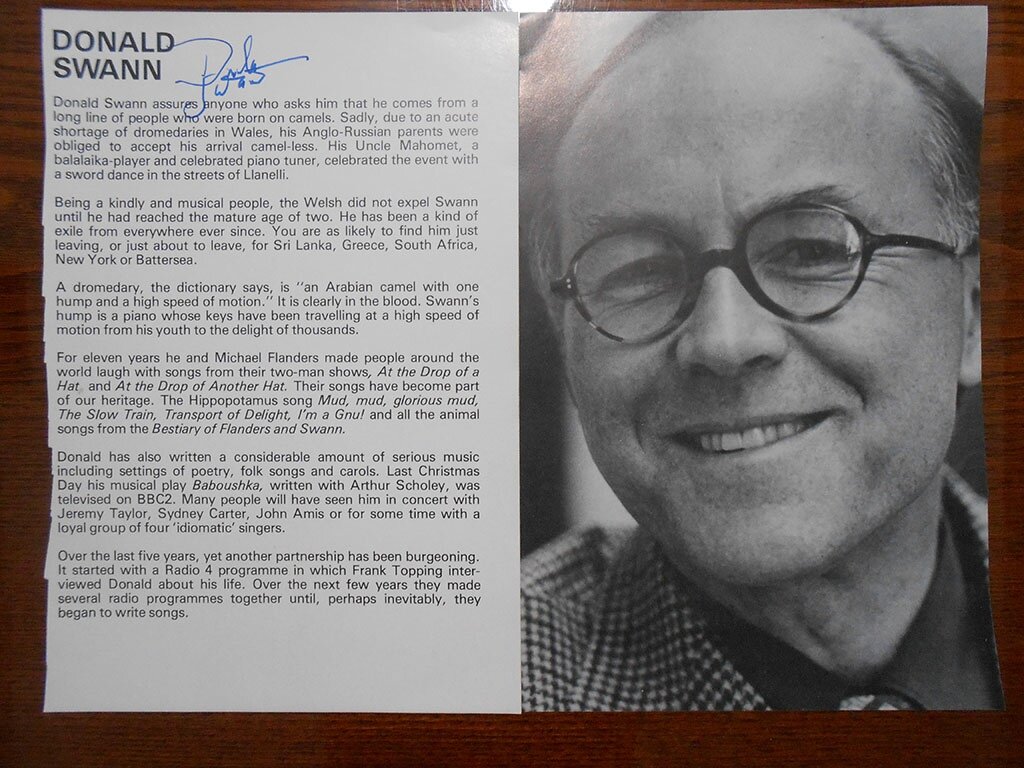 DONALD
SWANN
Donald
Swann
Donald Swann assures anyone who asks him that he comes from a
long line of people who were born on camels. Sadly, due to an acute
shortage of dromedaries in Wales, his Anglo-Russian parents were
obliged to accept his arrival camel-less. His Uncle Mahomet, a
balalaika-player and celebrated piano tuner, celebrated the event with
a sword dance in the streets of Llanelli.
Being a kindly and musical people, the Welsh did not expel Swann
until he had reached the mature age of two. He has been a kind of
exile from everywhere ever since. You are as likely to find him just
leaving, or just about to leave, for Sri Lanka, Greece, South Africa,
New York or Battersea.
A dromedary, the dictionary says, is "an Arabian camel with one
hump and a high speed of motion." It is clearly in the blood. Swann's
hump is a piano whose keys have been travelling at a high speed of
motion from his youth to the delight of thousands.
For eleven years he and Michael Flanders made people around the
world laugh with songs from their two-man shows, At the Drop of a
Hat and At the Drop of Another Hat. Their songs have become part
of our heritage. The Hippopotamus song Mud, mud, glorious mud,
The Slow Train, Transport of Delight, I'm a Gnu! and all the animal
songs from the Bestiary of Flanders and Swann.
Donald has also written a considerable amount of serious music
including settings of poetry, folk songs and carols. Last Christmas
Day his musical play Baboushka, written with Arthur Scholey, was
televised on BBC2. Many people will have seen him in concert with
Jeremy Taylor, Sydney Carter, John Amis or for some time with a
loyal group of four 'idiomatic' singers.
Over the last five years, yet another partnership has been burgeoning.
It started with a Radio 4 programme in which Frank Topping inter-
viewed Donald about his life. Over the next few years they made
several radio programmes together until, perhaps inevitably, they
began to write songs.